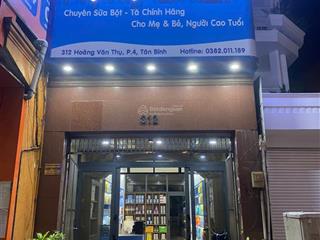 Chuyên Sữa Bột - Tã Chính Hãng
Cho Mẹ & Bé, Người Cao Tuổi
312 Hoàng Văn Thụ, P.4, Tân Bình
Hotline: 0382.011.189
312